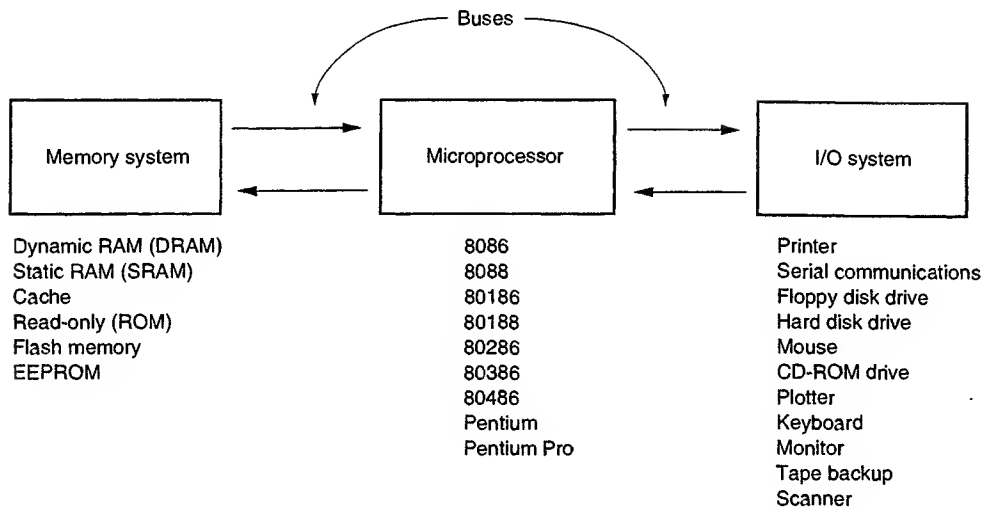 Buses
Memory system
Microprocessor
I/O system
Dynamic RAM (DRAM)
Static RAM (SRAM)
Cache
Read-only (ROM)
Flash memory
EEPROM
8086
8088
80186
80188
80286
80386
80486
Pentium
Pentium Pro
Printer
Serial communications
Floppy disk drive
Hard disk drive
Mouse
CD-ROM drive
Plotter
Keyboard
Monitor
Tape backup
Scanner